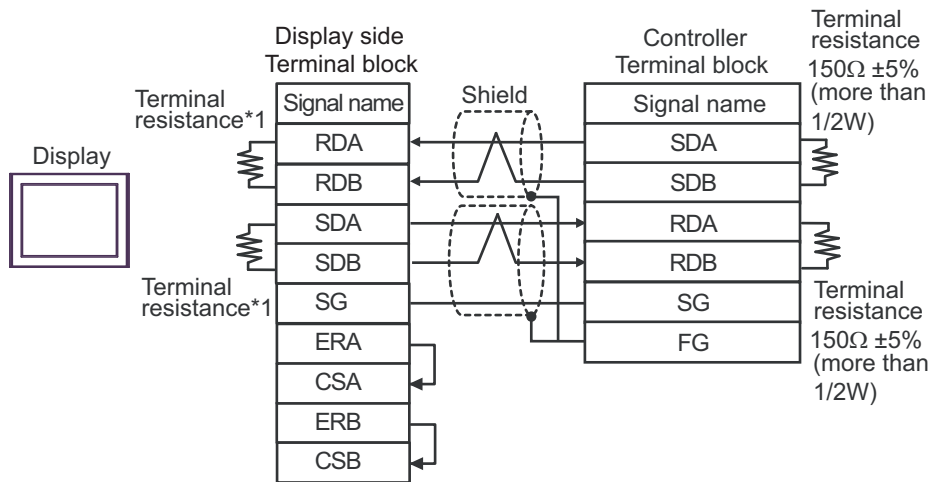 Display
Terminal
resistance*1
Terminal
resistance*1
Display side
Terminal block
Signal name
RDA
RDB
SDA
SDB
SG
ERA
CSA
ERB
CSB
Shield
Controller
Terminal block
Signal name
SDA
SDB
RDA
RDB
SG
FG
Terminal
resistance
150Ω ±5%
(more than
1/2W)
Terminal
resistance
150Ω ±5%
(more than
1/2W)